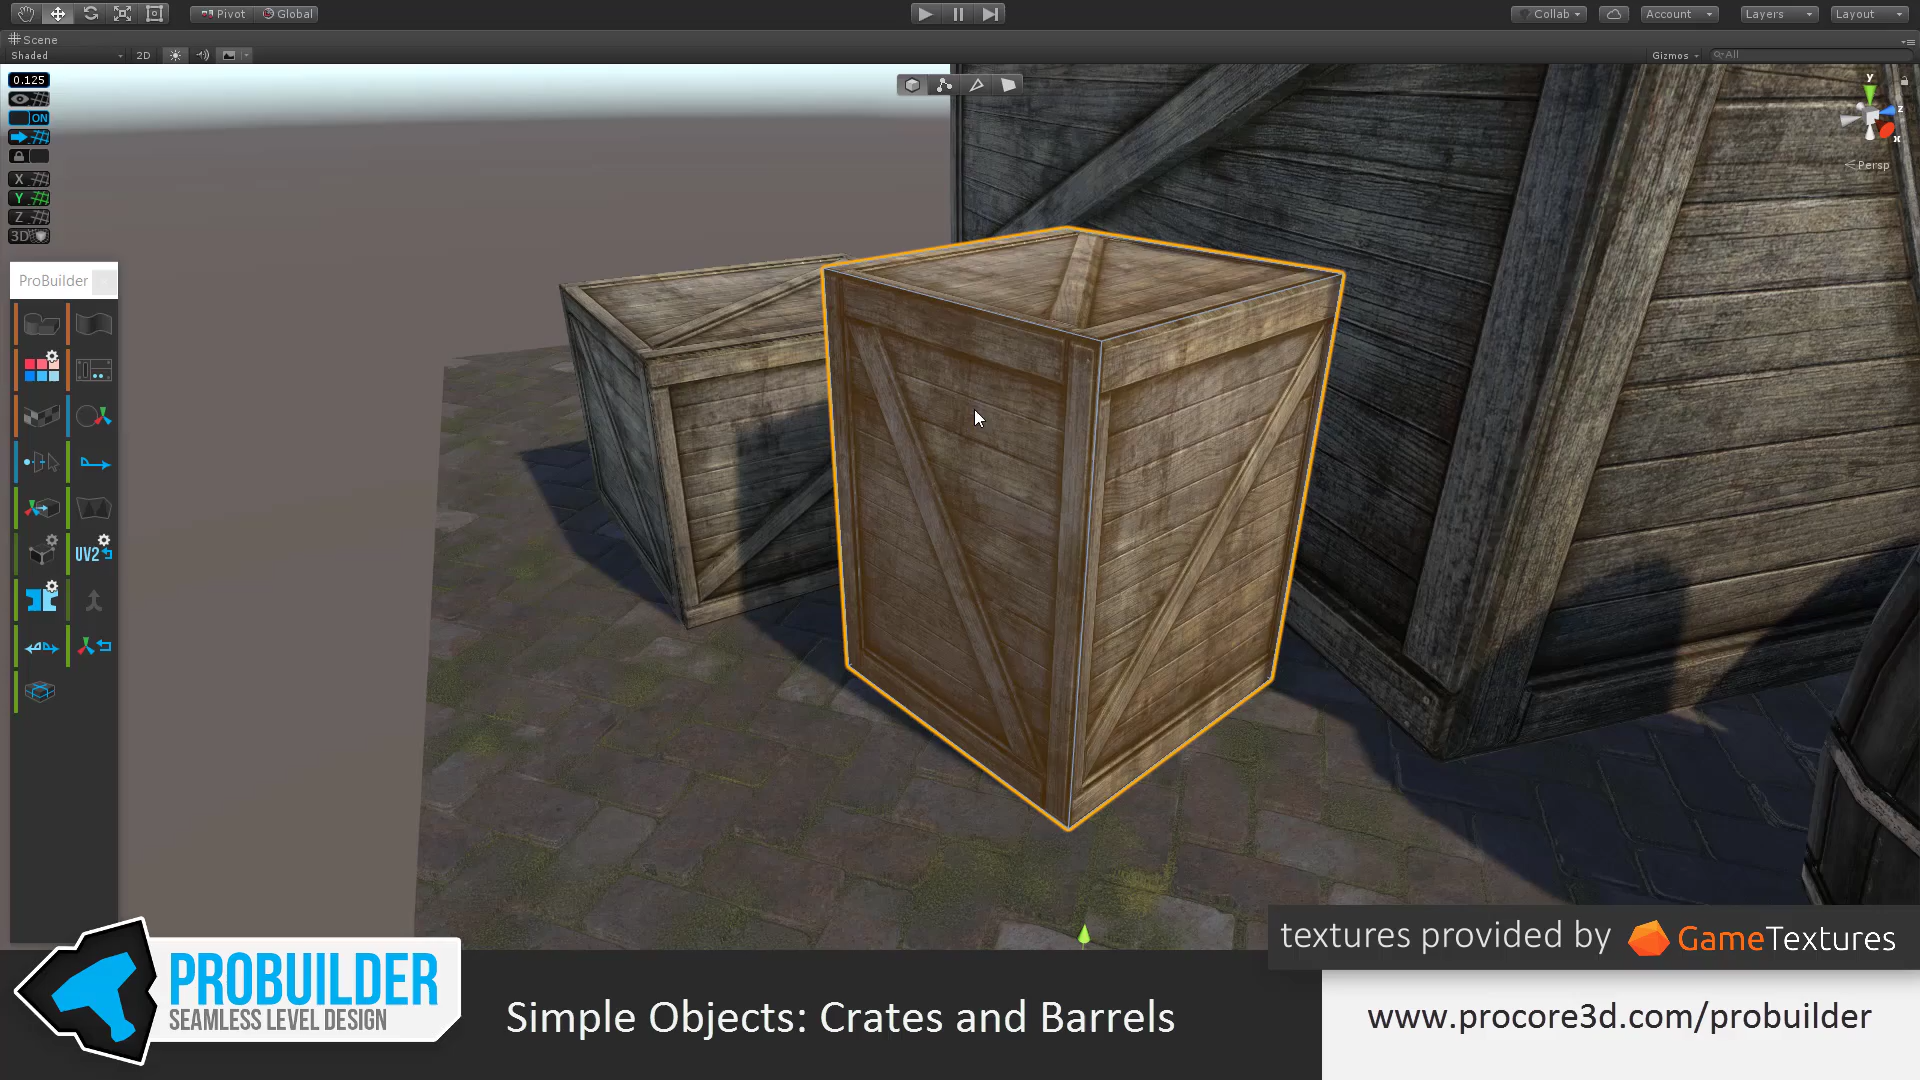 Pivot Global Collab Account Layers Layout
Scene
Shaded 2D Gizmos All
0.125
ON
X
Y
Z
3D
y
z
x
Persp
ProBuilder
UV2
textures provided by GameTextures
PROBUILDER
SEAMLESS LEVEL DESIGN
Simple Objects: Crates and Barrels
www.procore3d.com/probuilder